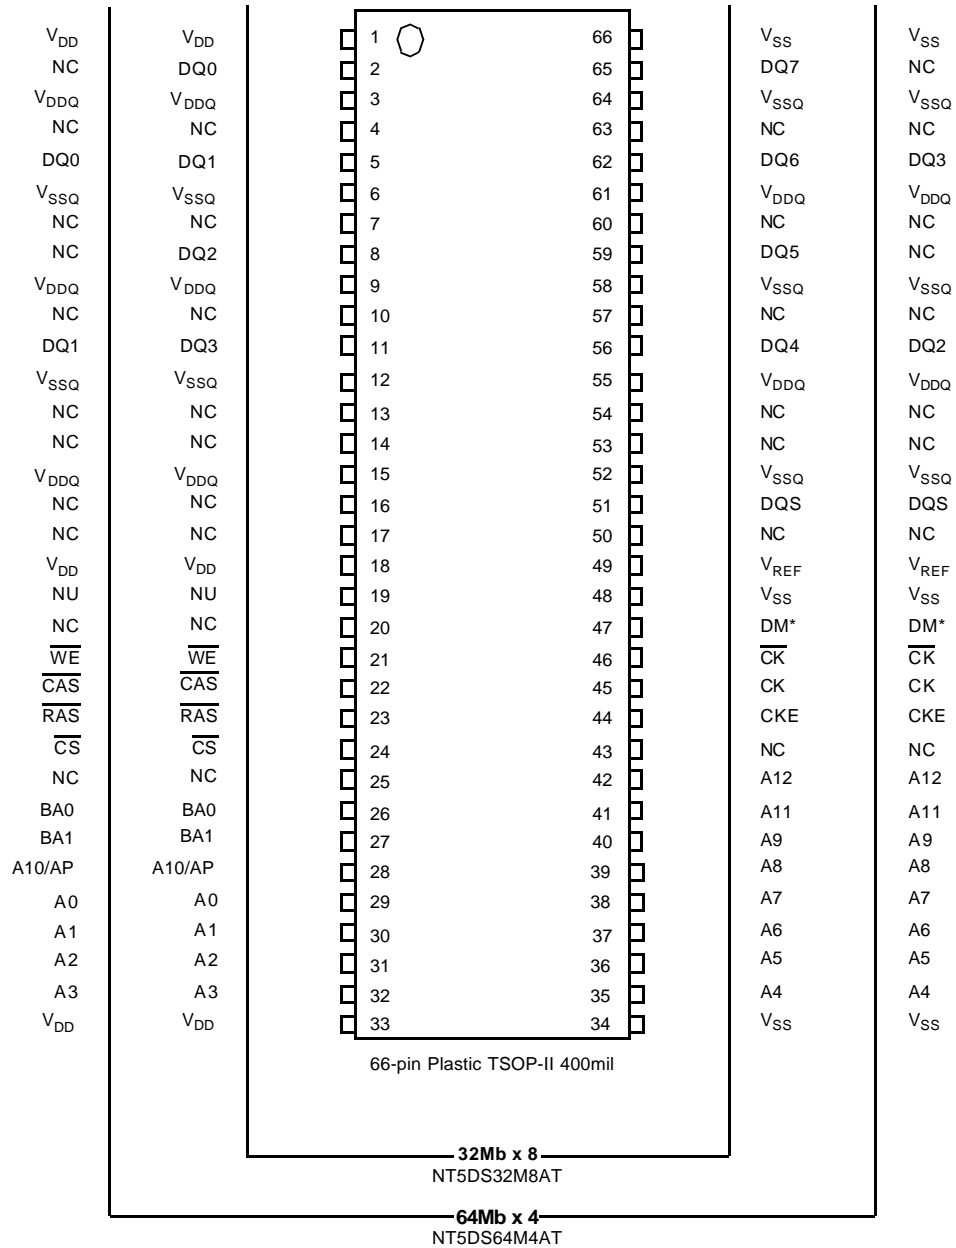 VDD VDD 1 66 VSS VSS
NC DQ0 2 65 DQ7 NC
VDDQ VDDQ 3 64 VSSQ VSSQ
NC NC 4 63 NC NC
DQ0 DQ1 5 62 DQ6 DQ3
VSSQ VSSQ 6 61 VDDQ VDDQ
NC NC 7 60 NC NC
NC DQ2 8 59 DQ5 NC
VDDQ VDDQ 9 58 VSSQ VSSQ
NC NC 10 57 NC NC
DQ1 DQ3 11 56 DQ4 DQ2
VSSQ VSSQ 12 55 VDDQ VDDQ
NC NC 13 54 NC NC
NC NC 14 53 NC NC
VDDQ VDDQ 15 52 VSSQ VSSQ
NC NC 16 51 DQS DQS
NC NC 17 50 NC NC
VDD VDD 18 49 VREF VREF
NU NU 19 48 VSS VSS
NC NC 20 47 DM* DM*
W̅E̅ W̅E̅ 21 46 C̅K̅ C̅K̅
C̅A̅S̅ C̅A̅S̅ 22 45 CK CK
R̅A̅S̅ R̅A̅S̅ 23 44 CKE CKE
C̅S̅ C̅S̅ 24 43 NC NC
NC NC 25 42 A12 A12
BA0 BA0 26 41 A11 A11
BA1 BA1 27 40 A9 A9
A10/AP A10/AP 28 39 A8 A8
A0 A0 29 38 A7 A7
A1 A1 30 37 A6 A6
A2 A2 31 36 A5 A5
A3 A3 32 35 A4 A4
VDD VDD 33 34 VSS VSS
66-pin Plastic TSOP-II 400mil
32Mb x 8
NT5DS32M8AT
64Mb x 4
NT5DS64M4AT